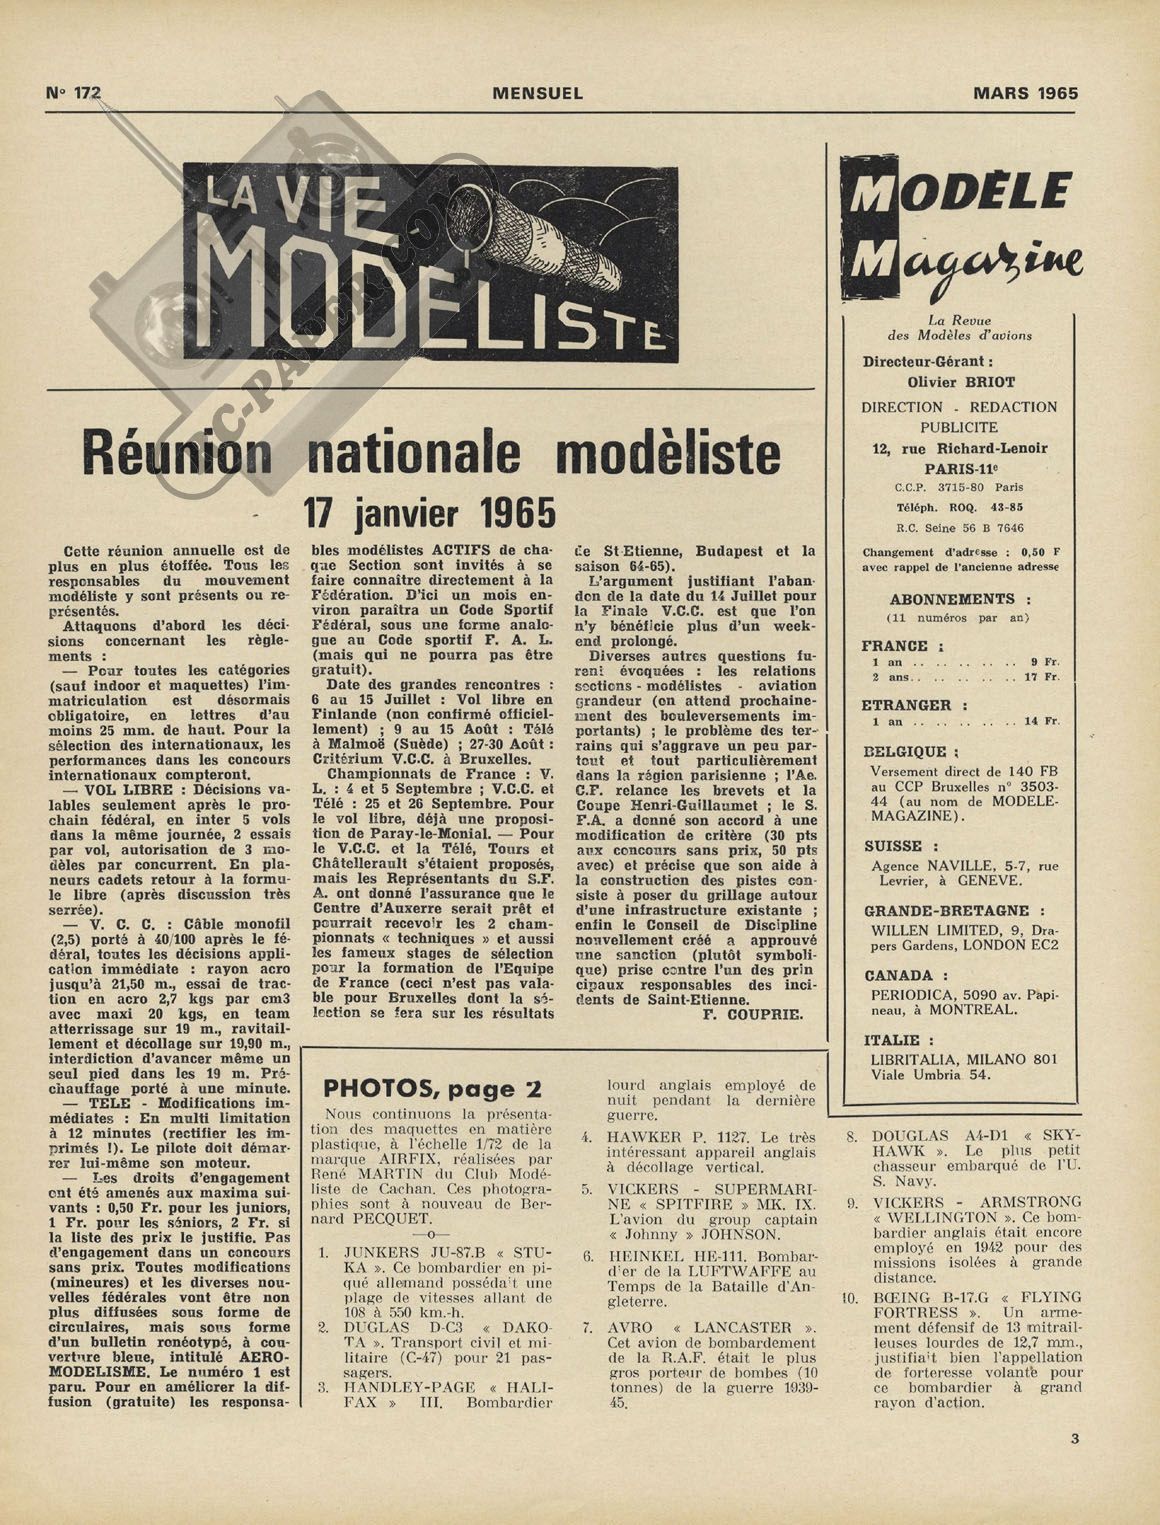 N° 172
MENSUEL
MARS 1965
LA VIE
MODELISTE
RC-PAPER.COM
Réunion nationale modèliste
17 janvier 1965
Cette réunion annuelle est de
plus en plus étoffée. Tous les
responsables du mouvement
modéliste y sont présents ou re-
présentés.
Attaquons d'abord les déci-
sions concernant les règle-
ments :
— Pour toutes les catégories
(sauf indoor et maquettes) l'im-
matriculation est désormais
obligatoire, en lettres d'au
moins 25 mm. de haut. Pour la
sélection des internationaux, les
performances dans les concours
internationaux compteront.
— VOL LIBRE : Décisions va-
lables seulement après le pro-
chain fédéral, en inter 5 vols
dans la même journée, 2 essais
par vol, autorisation de 3 mo-
dèles par concurrent. En pla-
neurs cadets retour à la formu-
le libre (après discussion très
serrée).
— V. C. C. : Câble monofil
(2,5) porté à 40/100 après le fé-
déral, toutes les décisions appli-
cation immédiate : rayon acro
jusqu'à 21,50 m., essai de trac-
tion en acro 2,7 kgs par cm3
avec maxi 20 kgs, en team
atterrissage sur 19 m., ravitail-
lement et décollage sur 19,90 m.,
interdiction d'avancer même un
seul pied dans les 19 m. Pré-
chauffage porté à une minute.
— TELE - Modifications im-
médiates : En multi limitation
à 12 minutes (rectifier les im-
primés !). Le pilote doit démar-
rer lui-même son moteur.
— Les droits d'engagement
ont été amenés aux maxima sui-
vants : 0,50 Fr. pour les juniors,
1 Fr. pour les séniors, 2 Fr. si
la liste des prix le justifie. Pas
d'engagement dans un concours
sans prix. Toutes modifications
(mineures) et les diverses nou-
velles fédérales vont être non
plus diffusées sous forme de
circulaires, mais sous forme
d'un bulletin ronéotypé, à cou-
verture bleue, intitulé AERO-
MODELISME. Le numéro 1 est
paru. Pour en améliorer la dif-
fusion (gratuite) les responsa-
bles modélistes ACTIFS de cha-
que Section sont invités à se
faire connaître directement à la
Fédération. D'ici un mois en-
viron paraîtra un Code Sportif
Fédéral, sous une forme analo-
gue au Code sportif F. A. L.
(mais qui ne pourra pas être
gratuit).
Date des grandes rencontres :
6 au 15 Juillet : Vol libre en
Finlande (non confirmé officiel-
lement) ; 9 au 15 Août : Télé
à Malmoë (Suède) ; 27-30 Août :
Critérium V.C.C. à Bruxelles.
Championnats de France : V.
L. : 4 et 5 Septembre ; V.C.C. et
Télé : 25 et 26 Septembre. Pour
le vol libre, déjà une proposi-
tion de Paray-le-Monial. — Pour
le V.C.C. et la Télé, Tours et
Châtellerault s'étaient proposés,
mais les Représentants du S.F.
A. ont donné l'assurance que le
Centre d'Auxerre serait prêt et
pourrait recevoir les 2 cham-
pionnats « techniques » et aussi
les fameux stages de sélection
pour la formation de l'Equipe
de France (ceci n'est pas vala-
ble pour Bruxelles dont la sé-
lection se fera sur les résultats
de St-Etienne, Budapest et la
saison 64-65).
L'argument justifiant l'aban-
don de la date du 14 Juillet pour
la Finale V.C.C. est que l'on
n'y bénéficie plus d'un week-
end prolongé.
Diverses autres questions fu-
rent évoquées : les relations
sections - modélistes - aviation
grandeur (on attend prochaine-
ment des bouleversements im-
portants) ; le problème des ter-
rains qui s'aggrave un peu par-
tout et tout particulièrement
dans la région parisienne ; l'Ae.
C.F. relance les brevets et la
Coupe Henri-Guillaumet ; le S.
F.A. a donné son accord à une
modification de critère (30 pts
aux concours sans prix, 50 pts
avec) et précise que son aide à
la construction des pistes con-
siste à poser du grillage autour
d'une infrastructure existante ;
enfin le Conseil de Discipline
nouvellement créé a approuvé
une sanction (plutôt symboli-
que) prise contre l'un des prin
cipaux responsables des inci-
dents de Saint-Etienne.
F. COUPRIE.
MODÈLE
Magazine
La Revue
des Modèles d'avions
Directeur-Gérant :
Olivier BRIOT
DIRECTION - REDACTION
PUBLICITE
12, rue Richard-Lenoir
PARIS-11e
C.C.P. 3715-80 Paris
Téléph. ROQ. 43-85
R.C. Seine 56 B 7646
Changement d'adresse : 0,50 F
avec rappel de l'ancienne adresse
ABONNEMENTS :
(11 numéros par an)
FRANCE :
1 an .. .. .. .. .. .. 9 Fr.
2 ans.. .. .. .. .. .. 17 Fr.
ETRANGER :
1 an .. .. .. .. .. .. 14 Fr.
BELGIQUE :
Versement direct de 140 FB
au CCP Bruxelles n° 3503-
44 (au nom de MODELE-
MAGAZINE).
SUISSE :
Agence NAVILLE, 5-7, rue
Levrier, à GENEVE.
GRANDE-BRETAGNE :
WILLEN LIMITED, 9, Dra-
pers Gardens, LONDON EC2
CANADA :
PERIODICA, 5090 av. Papi-
neau, à MONTREAL.
ITALIE :
LIBRITALIA, MILANO 801
Viale Umbria 54.
PHOTOS, page 2
Nous continuons la présenta-
tion des maquettes en matière
plastique, à l'échelle 1/72 de la
marque AIRFIX, réalisées par
René MARTIN du Club Modé-
liste de Cachan. Ces photogra-
phies sont à nouveau de Ber-
nard PECQUET.
—o—
1. JUNKERS JU-87.B « STU-
KA ». Ce bombardier en pi-
qué allemand possédait une
plage de vitesses allant de
108 à 550 km.-h.
2. DUGLAS D-C3 « DAKO-
TA ». Transport civil et mi-
litaire (C-47) pour 21 pas-
sagers.
3. HANDLEY-PAGE « HALI-
FAX » III. Bombardier
lourd anglais employé de
nuit pendant la dernière
guerre.
4. HAWKER P. 1127. Le très
intéressant appareil anglais
à décollage vertical.
5. VICKERS - SUPERMARI-
NE « SPITFIRE » MK. IX.
L'avion du group captain
« Johnny » JOHNSON.
6. HEINKEL HE-111. Bombar-
dier de la LUFTWAFFE au
Temps de la Bataille d'An-
gleterre.
7. AVRO « LANCASTER ».
Cet avion de bombardement
de la R.A.F. était le plus
gros porteur de bombes (10
tonnes) de la guerre 1939-
45.
8. DOUGLAS A4-D1 « SKY-
HAWK ». Le plus petit
chasseur embarqué de l'U.
S. Navy.
9. VICKERS - ARMSTRONG
« WELLINGTON ». Ce bom-
bardier anglais était encore
employé en 1942 pour des
missions isolées à grande
distance.
10. BŒING B-17.G « FLYING
FORTRESS ». Un arme-
ment défensif de 13 mitrail-
leuses lourdes de 12,7 mm.,
justifiait bien l'appellation
de forteresse volante pour
ce bombardier à grand
rayon d'action.
3